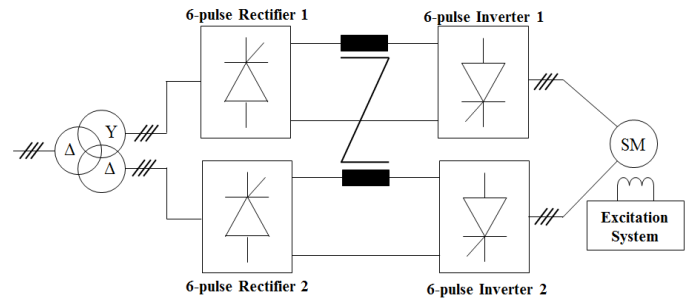 6-pulse Rectifier 1
6-pulse Inverter 1
Y
Δ
Δ
SM
Excitation
System
6-pulse Rectifier 2
6-pulse Inverter 2